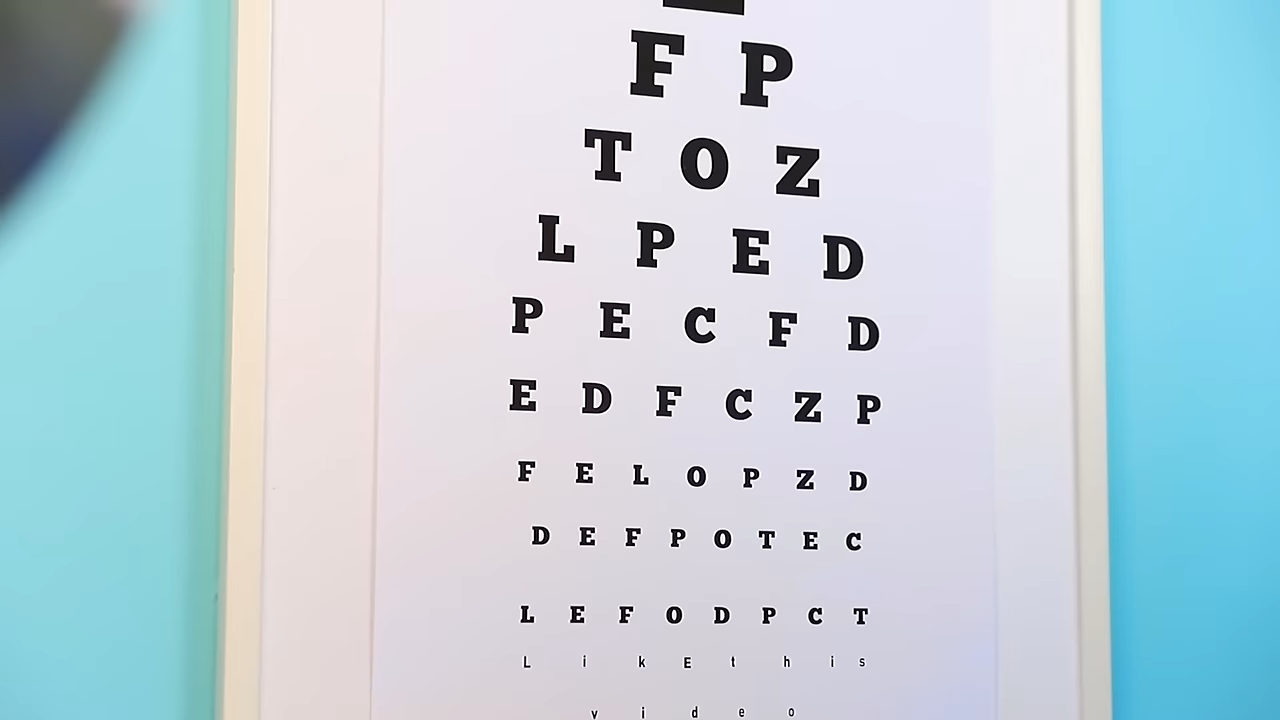 F P
T O Z
L P E D
P E C F D
E D F C Z P
F E L O P Z D
D E F P O T E C
L E F O D P C T
L i k E t h i s
v i d e o